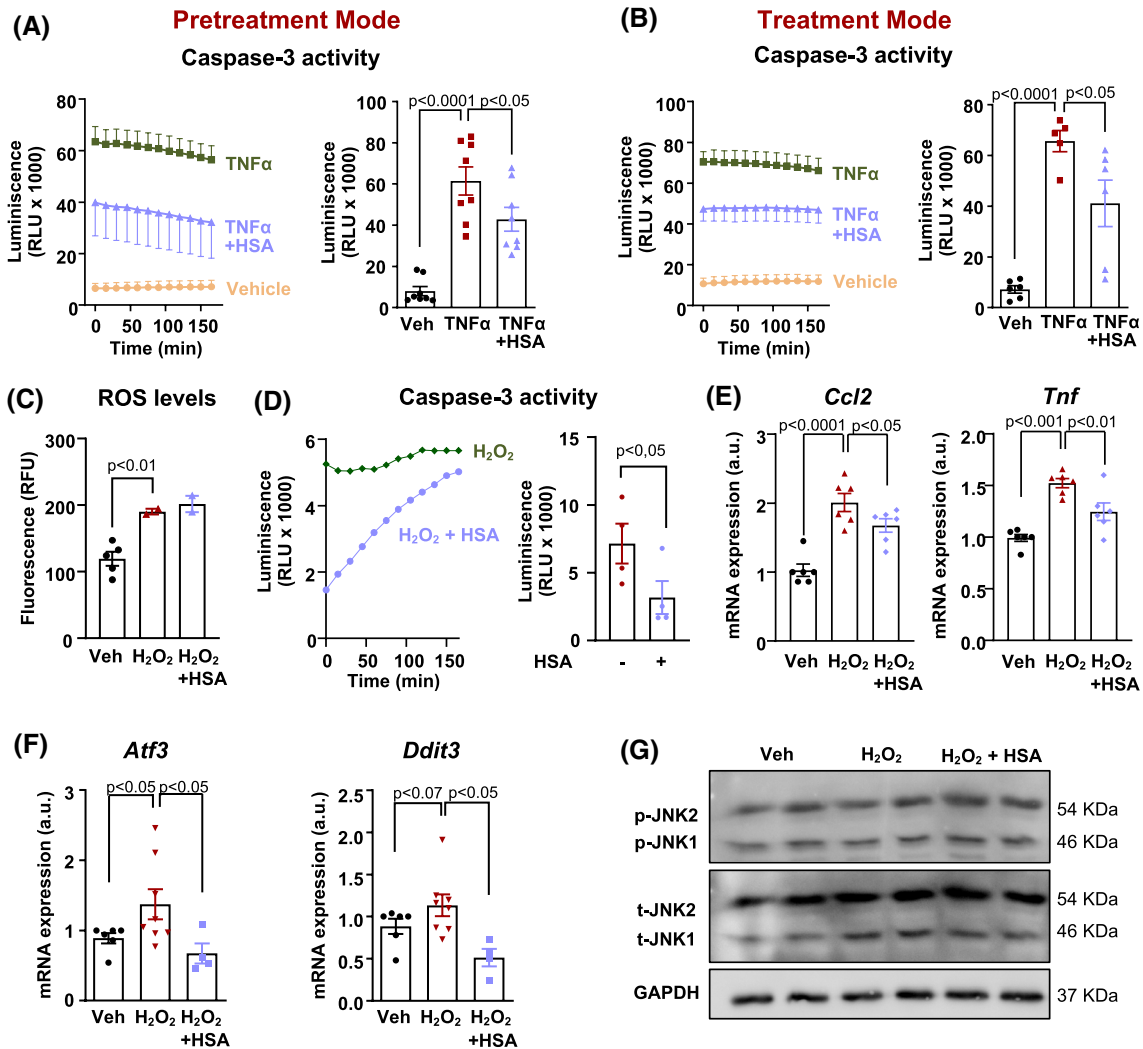 (A)
Pretreatment Mode
Caspase-3 activity
Luminiscence
(RLU x 1000)
80
60
40
20
0
TNFα
TNFα
+HSA
Vehicle
0
50
100
150
Time (min)
Luminiscence
(RLU x 1000)
100
80
60
40
20
0
p<0.0001
p<0.05
Veh
TNFα
TNFα
+HSA
(B)
Treatment Mode
Caspase-3 activity
Luminiscence
(RLU x 1000)
100
80
60
40
20
0
TNFα
TNFα
+HSA
Vehicle
0
50
100
150
Time (min)
Luminiscence
(RLU x 1000)
80
60
40
20
0
p<0.0001
p<0.05
Veh
TNFα
TNFα
+HSA
(C)
ROS levels
Fluorescence (RFU)
300
200
100
0
p<0.01
Veh
H₂O₂
H₂O₂
+HSA
(D)
Caspase-3 activity
Luminiscence
(RLU x 1000)
6
4
2
0
H₂O₂
H₂O₂ + HSA
0
50
100
150
Time (min)
Luminiscence
(RLU x 1000)
15
10
5
0
p<0,05
HSA
-
+
(E)
Ccl2
mRNA expression (a.u.)
3
2
1
0
p<0.0001
p<0.05
Veh
H₂O₂
H₂O₂
+HSA
Tnf
mRNA expression (a.u.)
2.0
1.5
1.0
0.5
0.0
p<0.001
p<0.01
Veh
H₂O₂
H₂O₂
+HSA
(F)
Atf3
mRNA expression (a.u.)
3
2
1
0
p<0.05
p<0.05
Veh
H₂O₂
H₂O₂
+HSA
Ddit3
mRNA expression (a.u.)
2.5
2.0
1.5
1.0
0.5
0.0
p<0.07
p<0.05
Veh
H₂O₂
H₂O₂
+HSA
(G)
Veh
H₂O₂
H₂O₂ + HSA
p-JNK2
54 KDa
p-JNK1
46 KDa
t-JNK2
54 KDa
t-JNK1
46 KDa
GAPDH
37 KDa